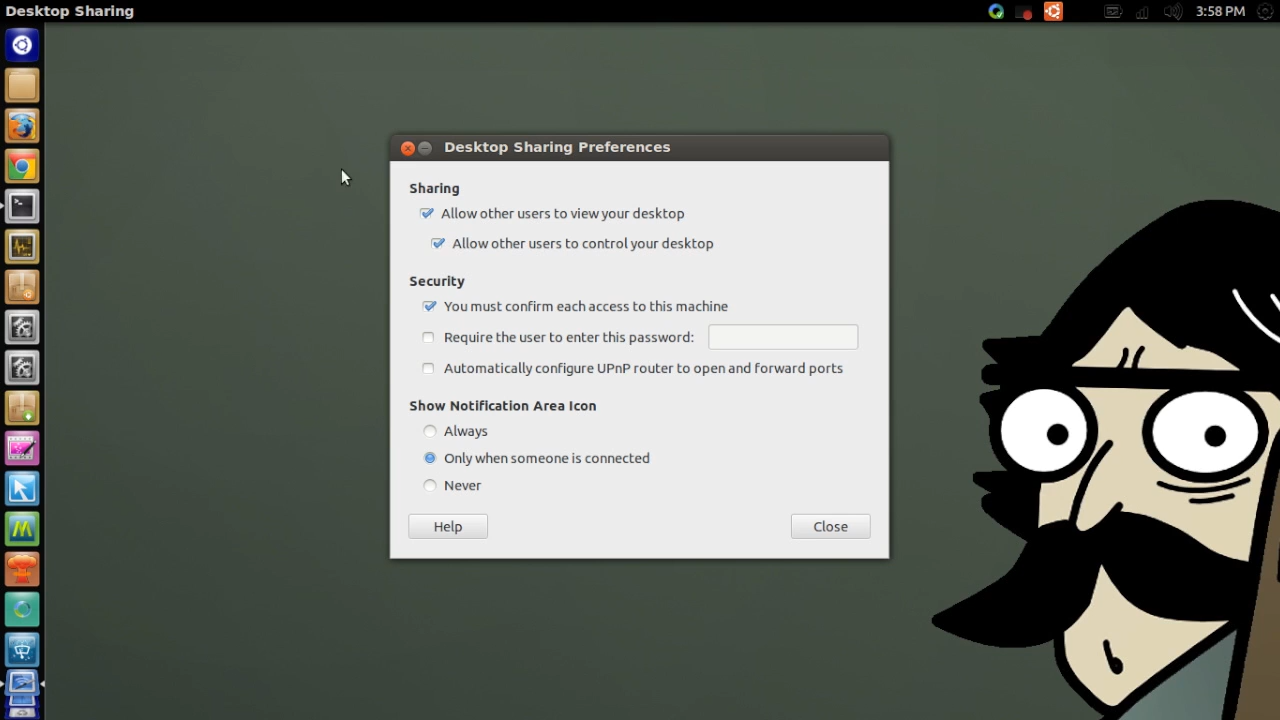 Desktop Sharing
3:58 PM
Desktop Sharing Preferences
Sharing
Allow other users to view your desktop
Allow other users to control your desktop
Security
You must confirm each access to this machine
Require the user to enter this password:
Automatically configure UPnP router to open and forward ports
Show Notification Area Icon
Always
Only when someone is connected
Never
Help
Close